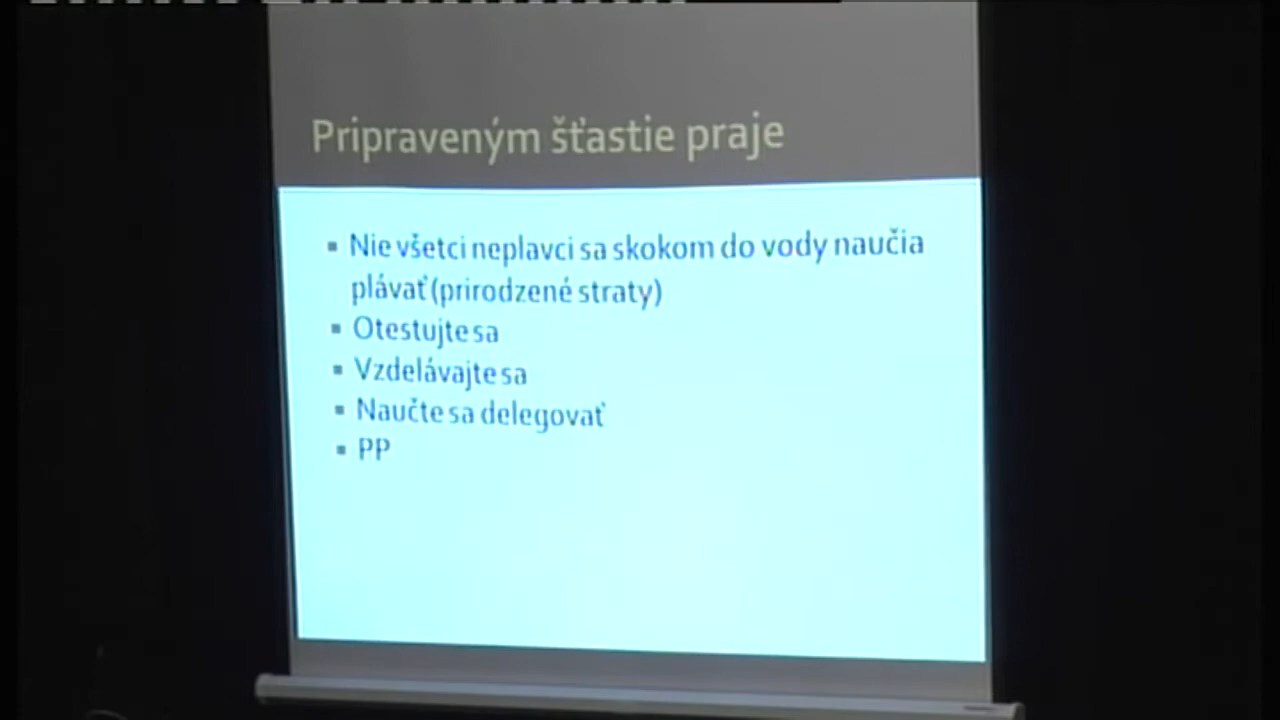 Pripraveným šťastie praje
Nie všetci neplavci sa skokom do vody naučia
plávať (prirodzené straty)
Otestujte sa
Vzdelávajte sa
Naučte sa delegovať
PP